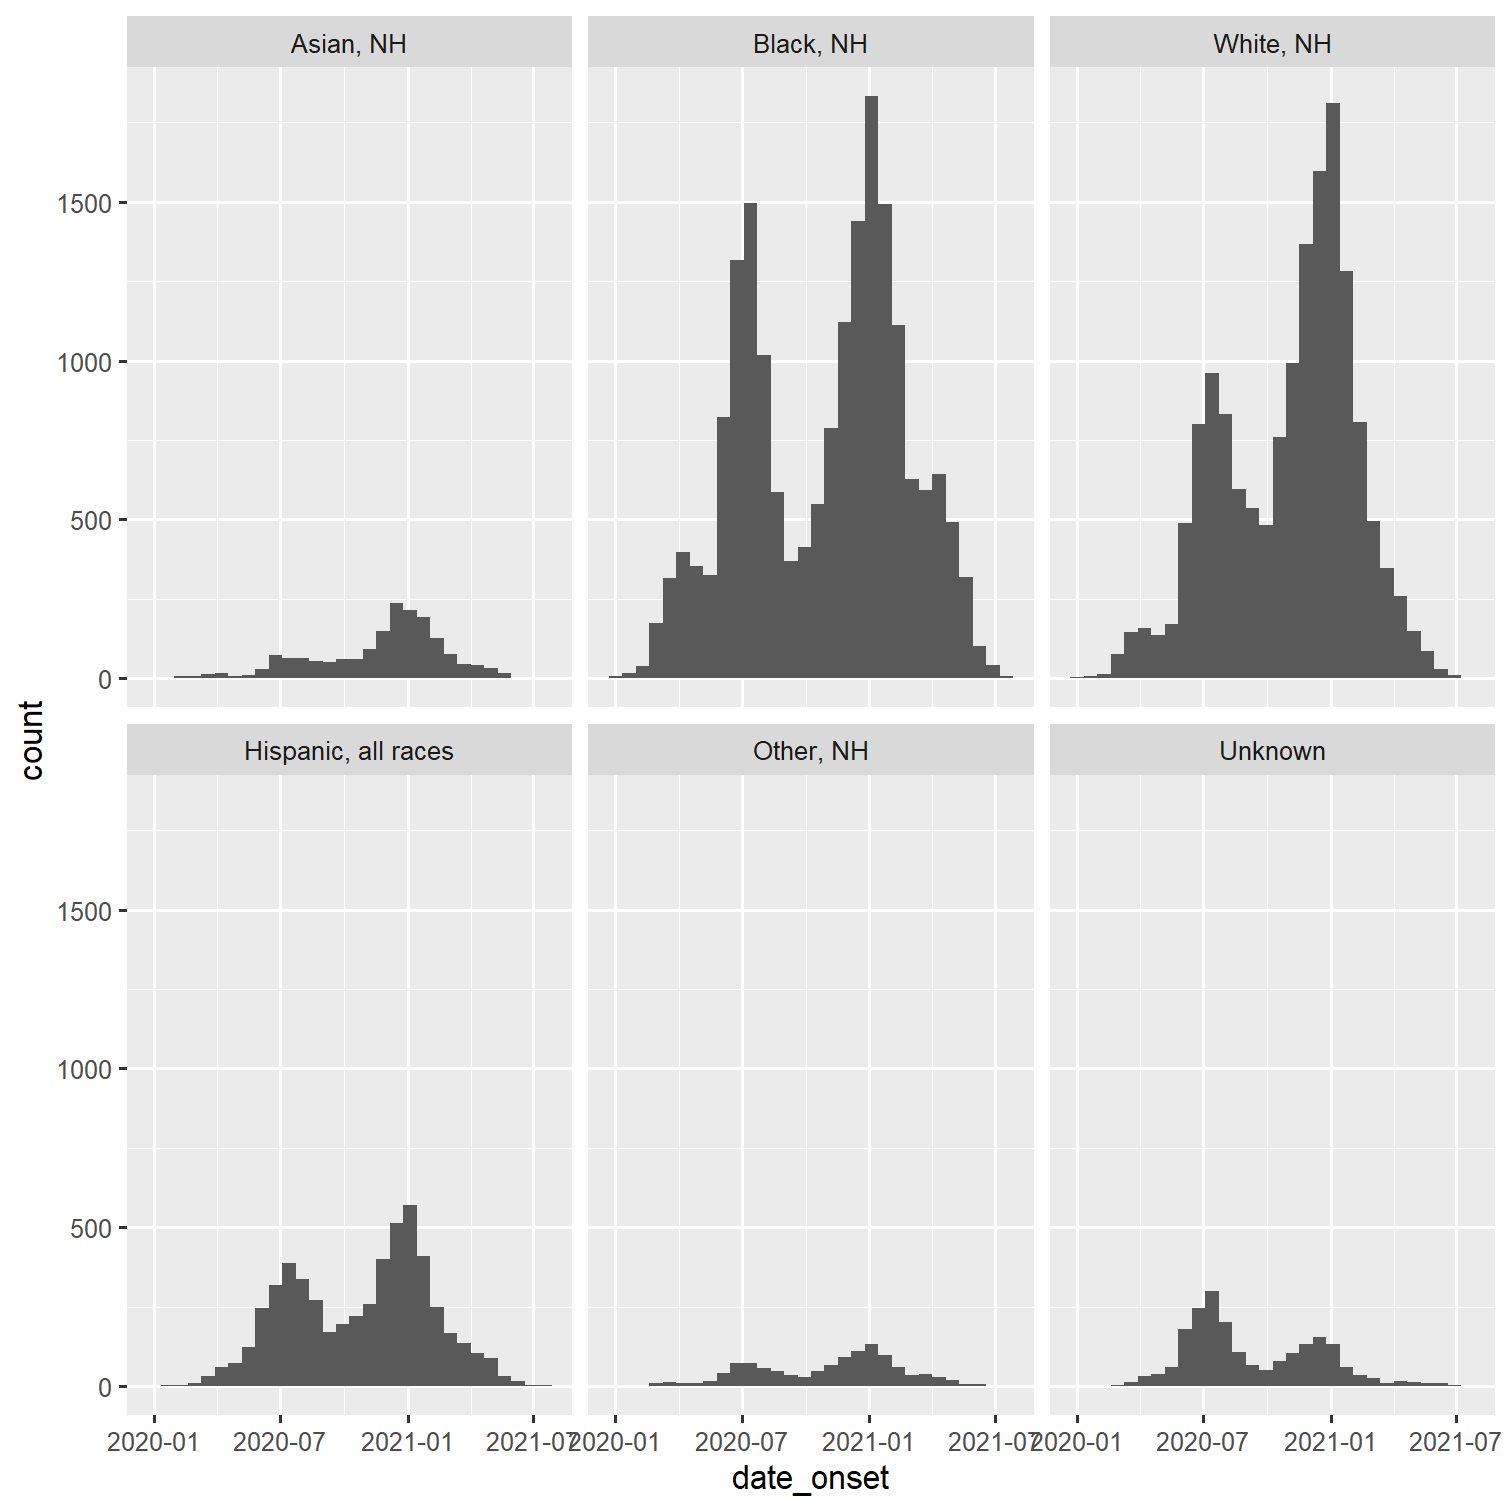 Asian, NH
Black, NH
White, NH
1500
1000
500
0
count
Hispanic, all races
Other, NH
Unknown
1500
1000
500
0
2020-01 2020-07 2021-01 2021-07
2020-01 2020-07 2021-01 2021-07
2020-01 2020-07 2021-01 2021-07
date_onset